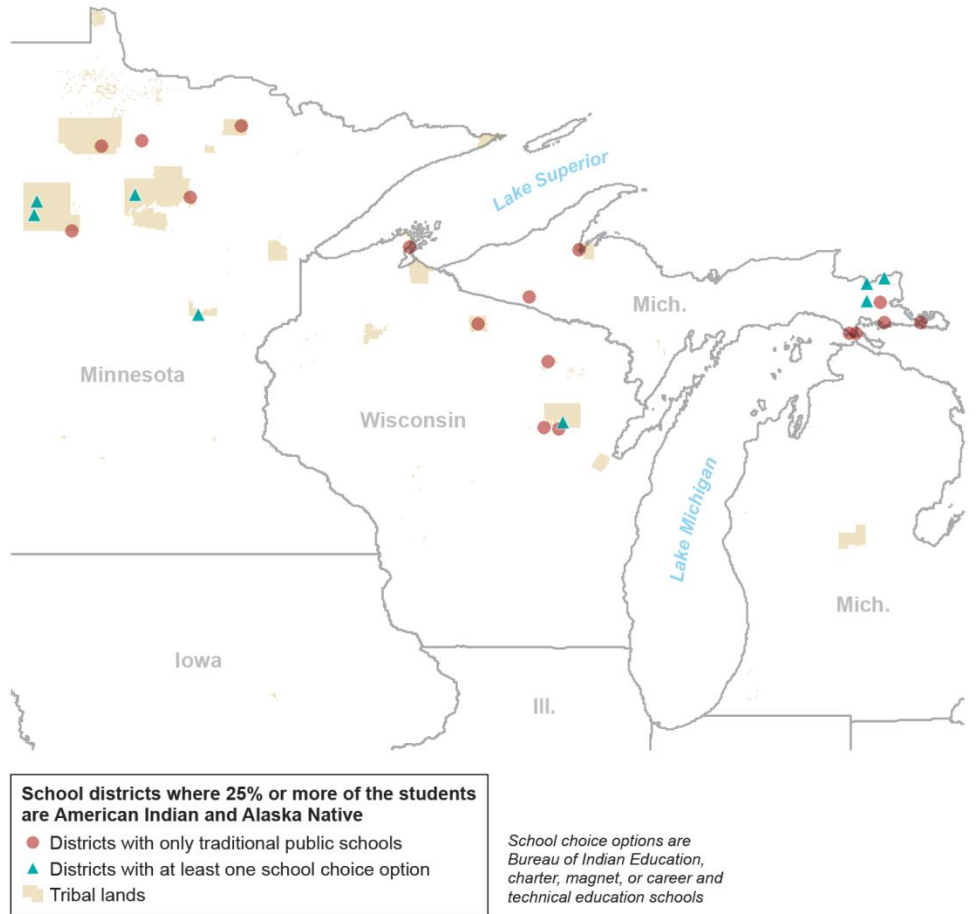 Lake Superior
Mich.
Minnesota
Wisconsin
Lake Michigan
Mich.
Iowa
Ill.
School districts where 25% or more of the students
are American Indian and Alaska Native
Districts with only traditional public schools
Districts with at least one school choice option
Tribal lands
School choice options are
Bureau of Indian Education,
charter, magnet, or career and
technical education schools